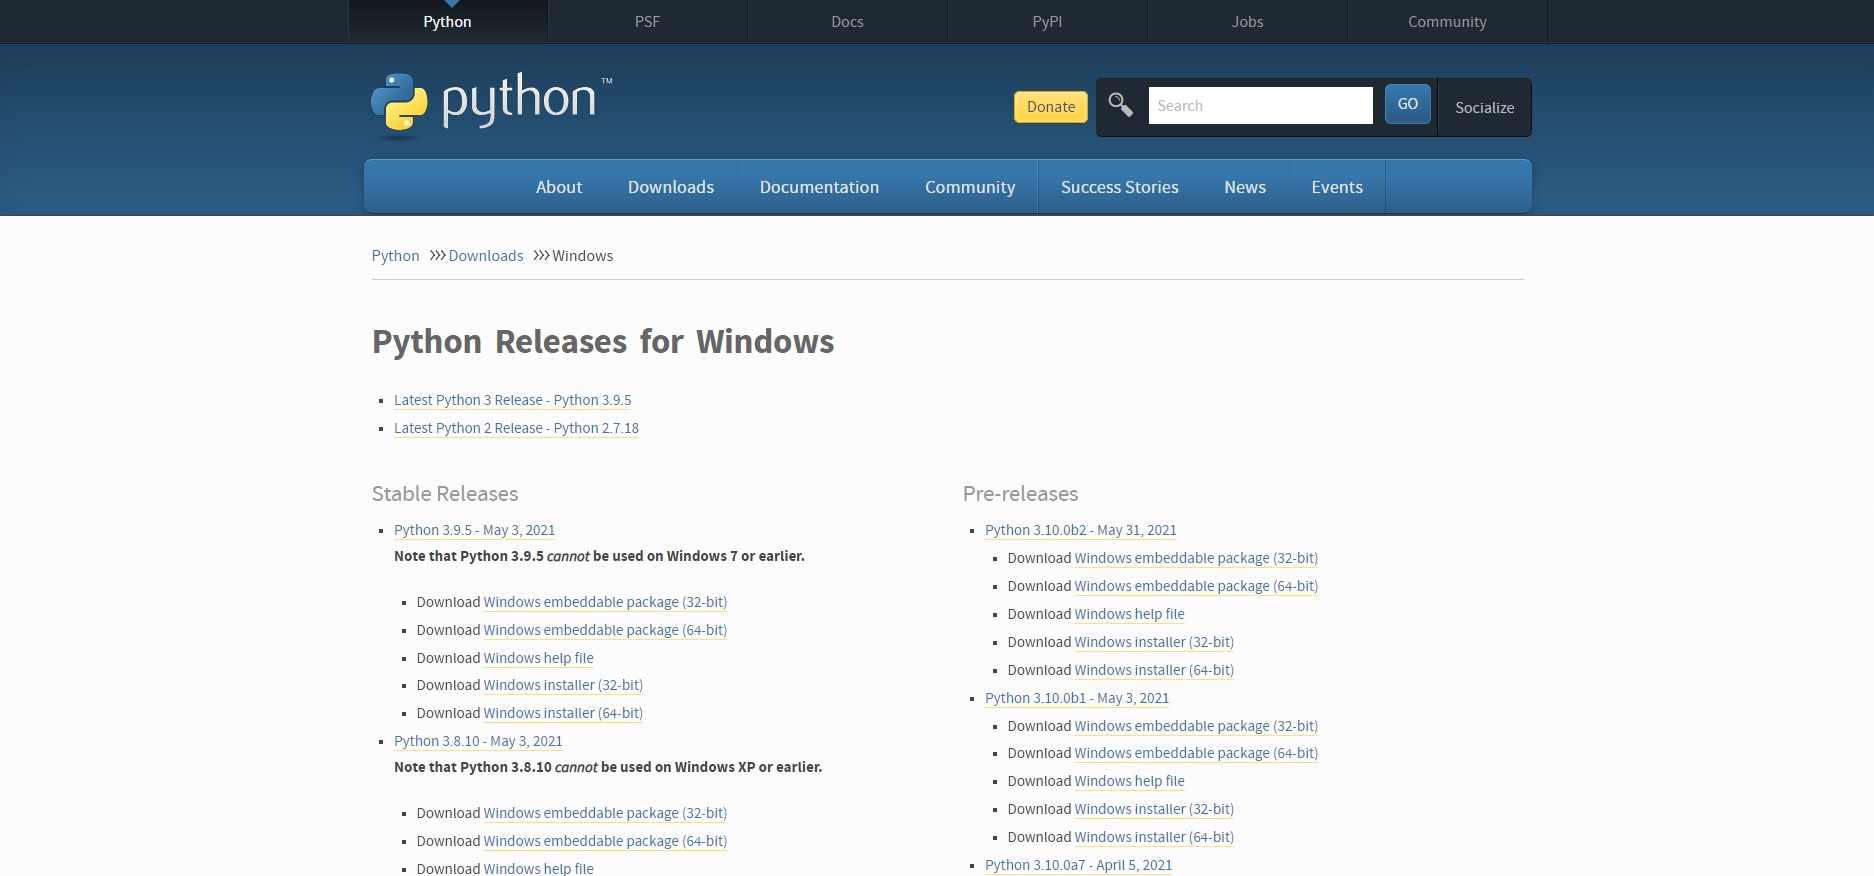 Python
PSF
Docs
PyPI
Jobs
Community
python™
Donate
Search
GO
Socialize
About
Downloads
Documentation
Community
Success Stories
News
Events
Python >>> Downloads >>> Windows
Python Releases for Windows
Latest Python 3 Release - Python 3.9.5
Latest Python 2 Release - Python 2.7.18
Stable Releases
Python 3.9.5 - May 3, 2021
Note that Python 3.9.5 cannot be used on Windows 7 or earlier.
Download Windows embeddable package (32-bit)
Download Windows embeddable package (64-bit)
Download Windows help file
Download Windows installer (32-bit)
Download Windows installer (64-bit)
Python 3.8.10 - May 3, 2021
Note that Python 3.8.10 cannot be used on Windows XP or earlier.
Download Windows embeddable package (32-bit)
Download Windows embeddable package (64-bit)
Download Windows help file
Pre-releases
Python 3.10.0b2 - May 31, 2021
Download Windows embeddable package (32-bit)
Download Windows embeddable package (64-bit)
Download Windows help file
Download Windows installer (32-bit)
Download Windows installer (64-bit)
Python 3.10.0b1 - May 3, 2021
Download Windows embeddable package (32-bit)
Download Windows embeddable package (64-bit)
Download Windows help file
Download Windows installer (32-bit)
Download Windows installer (64-bit)
Python 3.10.0a7 - April 5, 2021